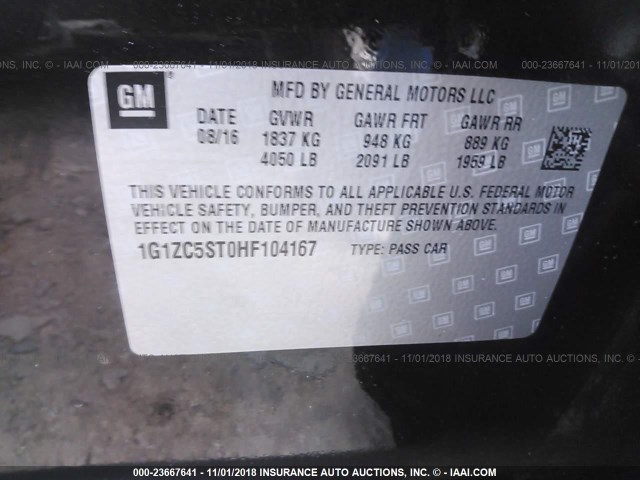 000-23667641 - 11/01/2018 INSURANCE AUTO AUCTIONS, INC. - IAAI.COM
GM®
MFD BY GENERAL MOTORS LLC
DATE GVWR GAWR FRT GAWR RR
08/16 1837 KG 948 KG 889 KG
4050 LB 2091 LB 1959 LB
THIS VEHICLE CONFORMS TO ALL APPLICABLE U.S. FEDERAL MOTOR
VEHICLE SAFETY, BUMPER, AND THEFT PREVENTION STANDARDS IN
EFFECT ON THE DATE OF MANUFACTURE SHOWN ABOVE.
1G1ZC5ST0HF104167 TYPE: PASS CAR
000-23667641 - 11/01/2018 INSURANCE AUTO AUCTIONS, INC. - IAAI.COM